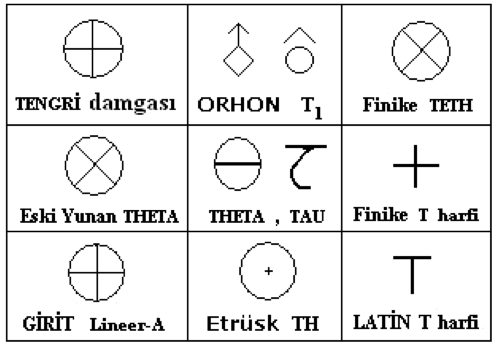 TENGRİ damgası
ORHON T1
Finike TETH
Eski Yunan THETA
THETA , TAU
Finike T harfi
GİRİT Lineer-A
Etrüsk TH
LATİN T harfi